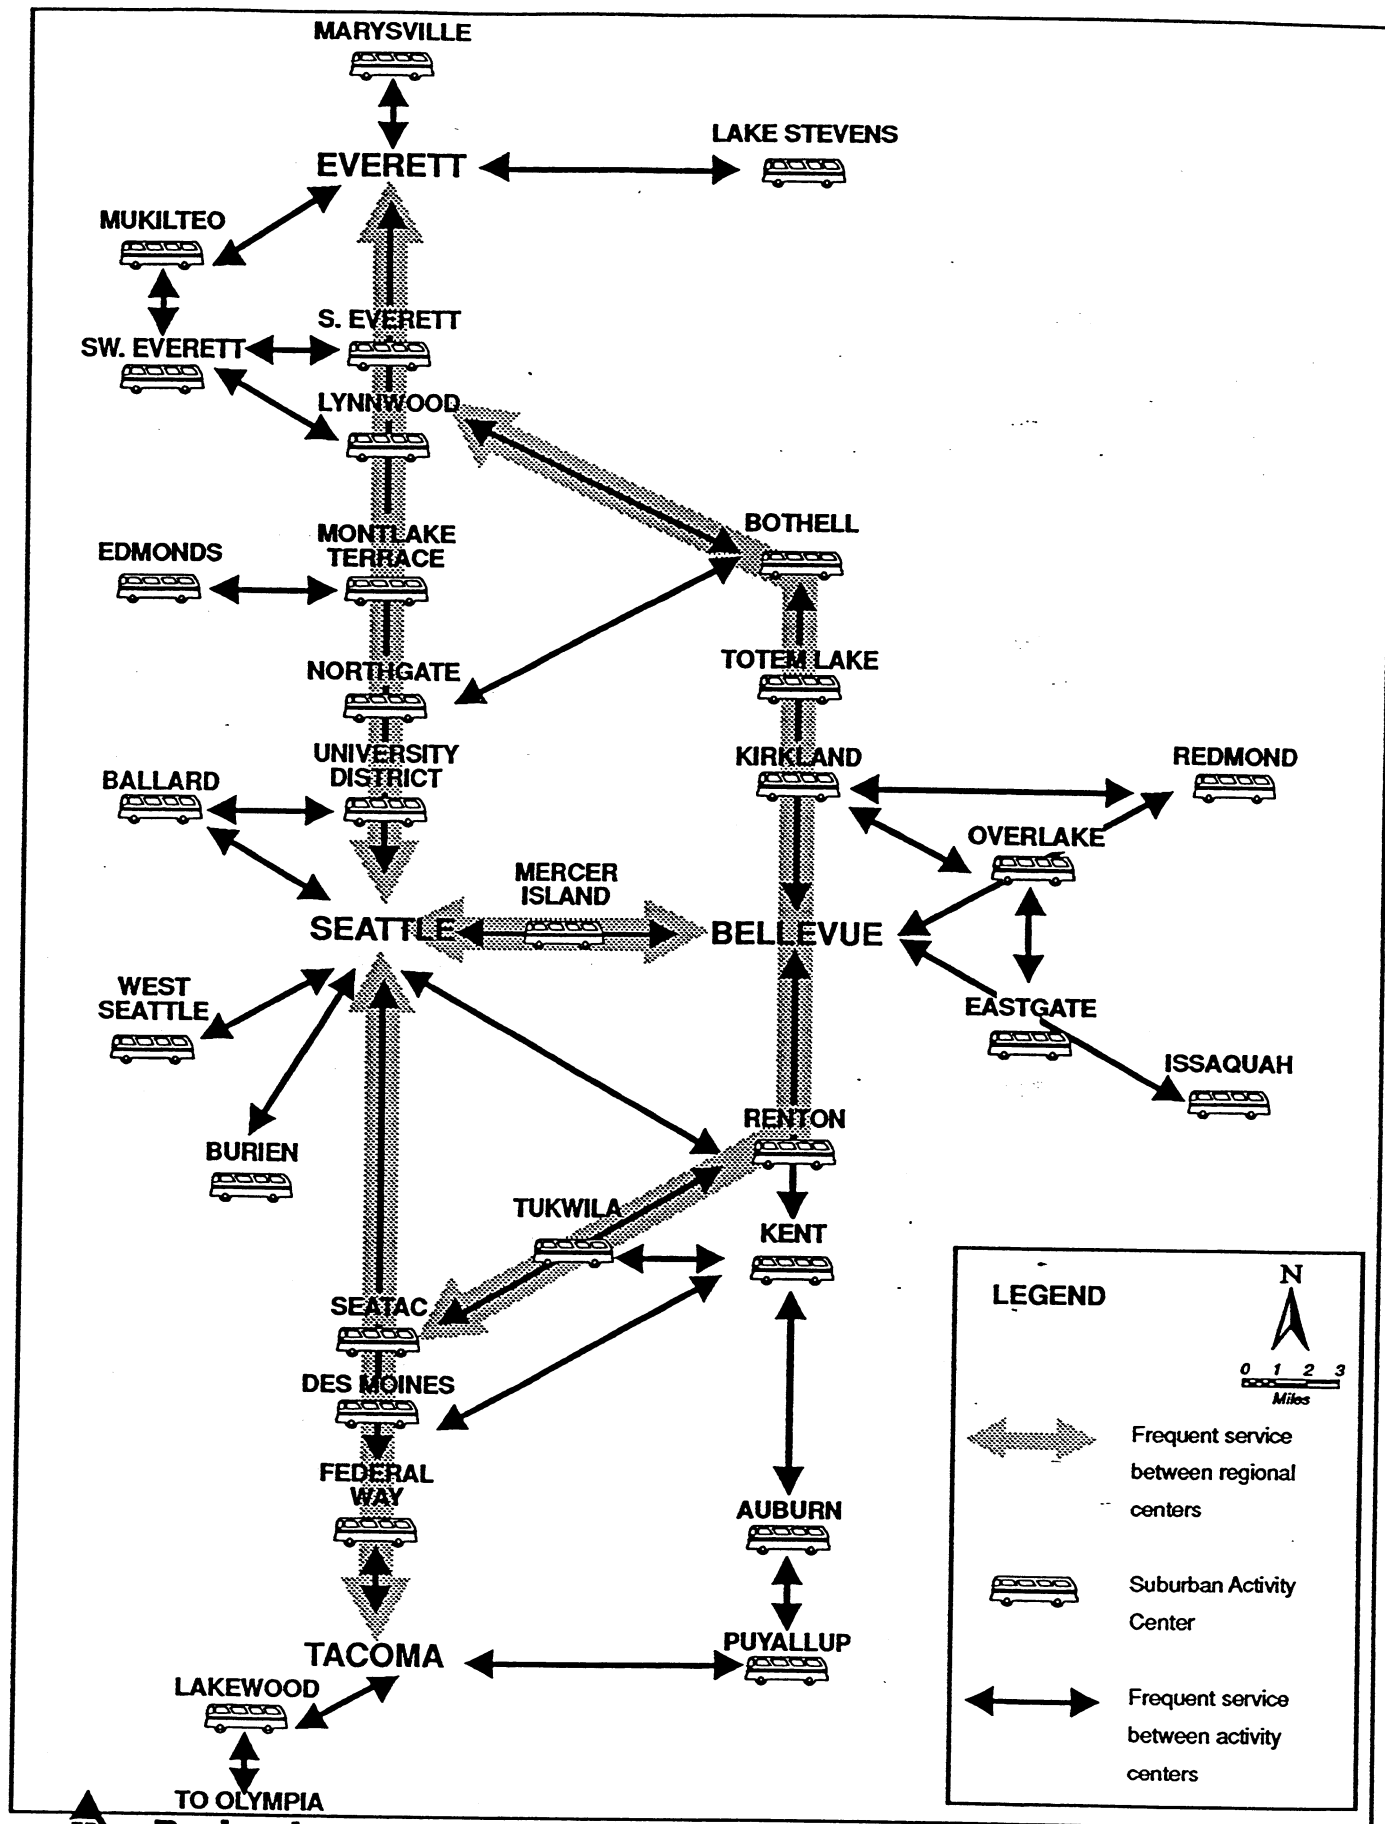 MARYSVILLE
LAKE STEVENS
EVERETT
MUKILTEO
S. EVERETT
SW. EVERETT
LYNNWOOD
BOTHELL
MONTLAKE
TERRACE
EDMONDS
TOTEM LAKE
NORTHGATE
UNIVERSITY
DISTRICT
KIRKLAND
REDMOND
BALLARD
OVERLAKE
MERCER
ISLAND
SEATTLE
BELLEVUE
WEST
SEATTLE
EASTGATE
ISSAQUAH
RENTON
BURIEN
TUKWILA
KENT
SEATAC
DES MOINES
FEDERAL
WAY
AUBURN
PUYALLUP
TACOMA
LAKEWOOD
TO OLYMPIA
LEGEND
N
0 1 2 3
Miles
Frequent service
between regional
centers
Suburban Activity
Center
Frequent service
between activity
centers